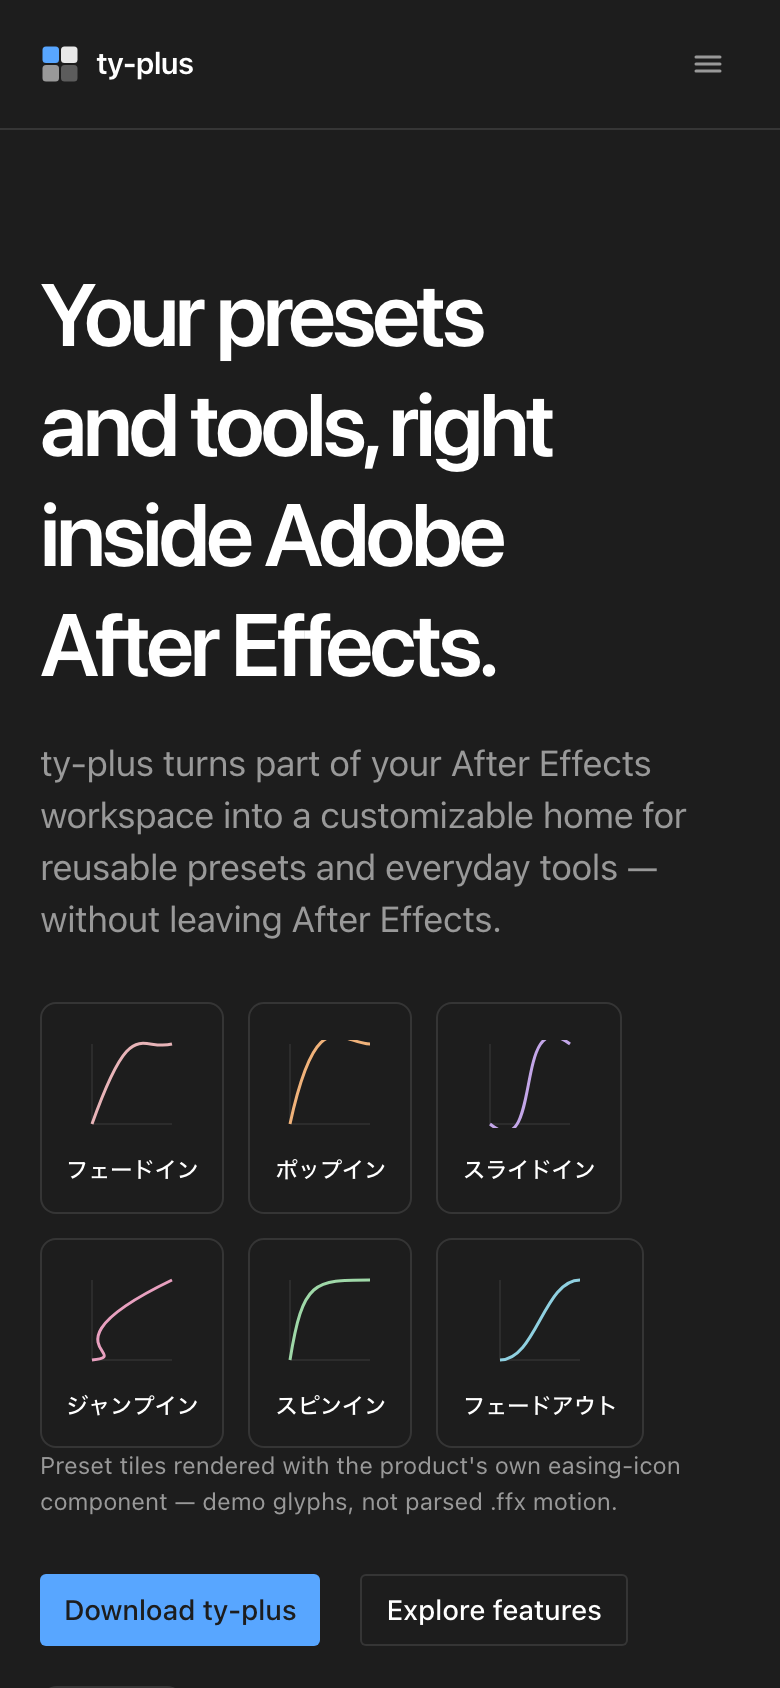 ty-plus
Your presets
and tools, right
inside Adobe
After Effects.
ty-plus turns part of your After Effects
workspace into a customizable home for
reusable presets and everyday tools —
without leaving After Effects.
フェードイン
ポップイン
スライドイン
ジャンプイン
スピンイン
フェードアウト
Preset tiles rendered with the product's own easing-icon
component — demo glyphs, not parsed .ffx motion.
Download ty-plus
Explore features